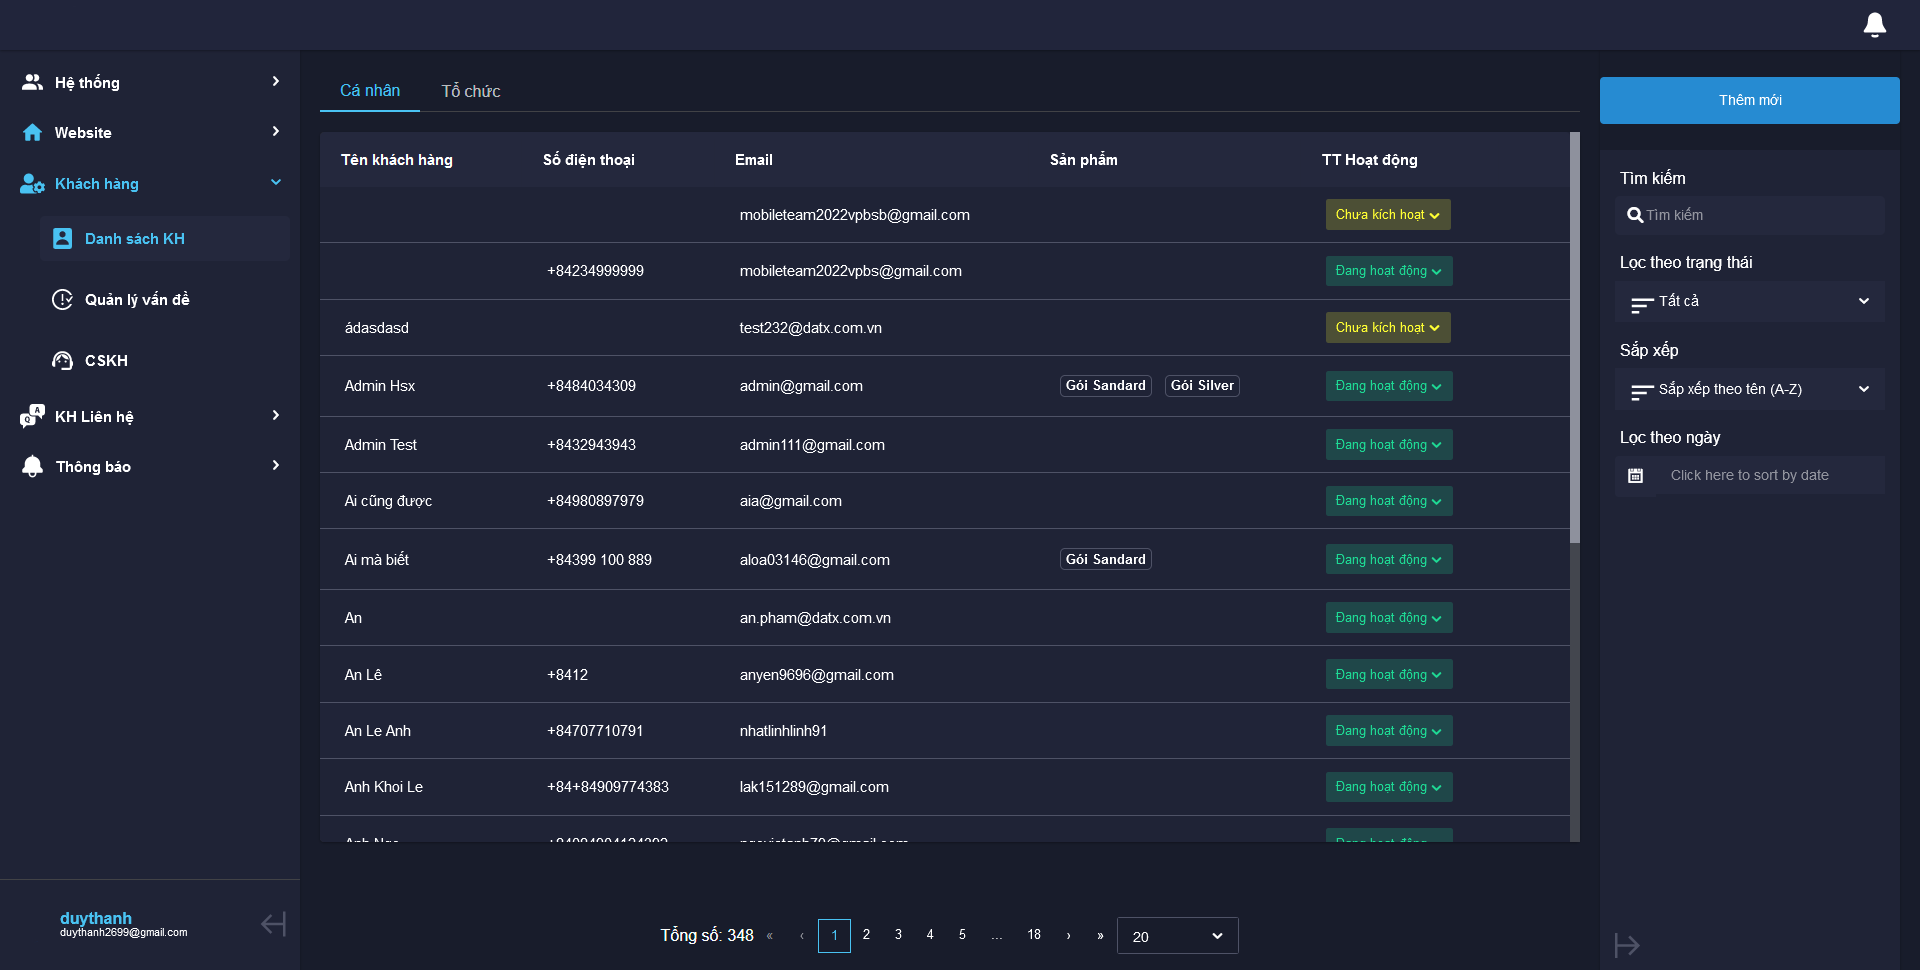 Hệ thống
Website
Khách hàng
Danh sách KH
Quản lý vấn đề
CSKH
KH Liên hệ
Thông báo
duythanh
duythanh2699@gmail.com
Cá nhân Tổ chức
Tên khách hàng Số điện thoại Email Sản phẩm TT Hoạt động
mobileteam2022vpbsb@gmail.com Chưa kích hoạt
+84234999999 mobileteam2022vpbs@gmail.com Đang hoạt động
ádasdasd test232@datx.com.vn Chưa kích hoạt
Admin Hsx +8484034309 admin@gmail.com Gói Sandard Gói Silver Đang hoạt động
Admin Test +8432943943 admin111@gmail.com Đang hoạt động
Ai cũng được +84980897979 aia@gmail.com Đang hoạt động
Ai mà biết +84399 100 889 aloa03146@gmail.com Gói Sandard Đang hoạt động
An an.pham@datx.com.vn Đang hoạt động
An Lê +8412 anyen9696@gmail.com Đang hoạt động
An Le Anh +84707710791 nhatlinhlinh91 Đang hoạt động
Anh Khoi Le +84+84909774383 lak151289@gmail.com Đang hoạt động
Đang hoạt động
Tổng số: 348 « ‹ 1 2 3 4 5 ... 18 › » 20
Thêm mới
Tìm kiếm
Tìm kiếm
Lọc theo trạng thái
Tất cả
Sắp xếp
Sắp xếp theo tên (A-Z)
Lọc theo ngày
Click here to sort by date